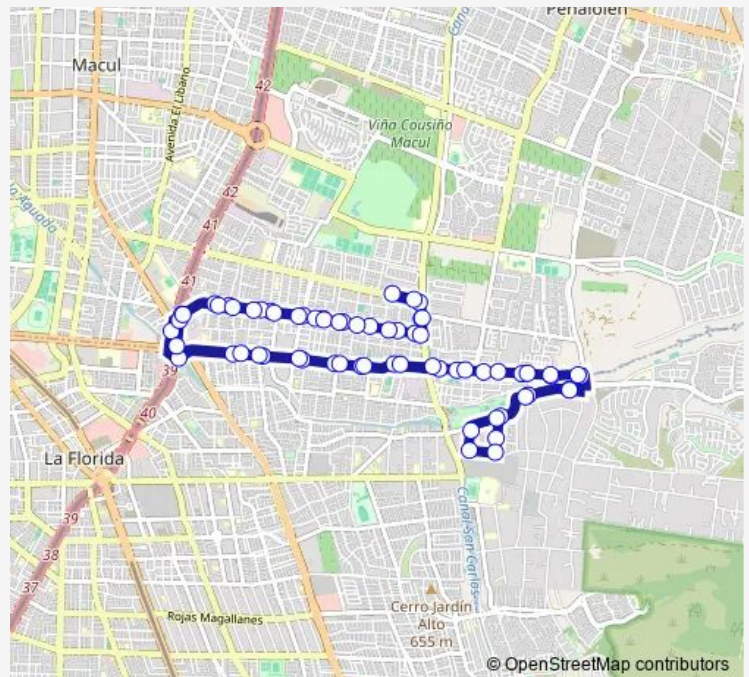 Peñalolén
Macul
42
Avenida El Líbano
Viña Cousiño
Macul
42
41
41
39
40
La Florida
39
38
37
Canal San Carlos
Rojas Magallanes
Cerro Jardín
Alto
655 m
© OpenStreetMap contributors